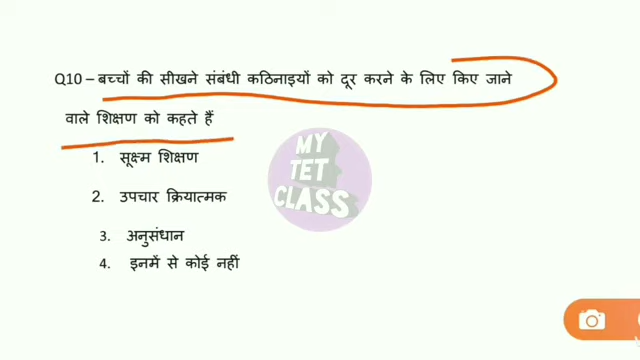 Q10 – बच्चों की सीखने संबंधी कठिनाइयों को दूर करने के लिए किए जाने
वाले शिक्षण को कहते हैं
1. सूक्ष्म शिक्षण
2. उपचार क्रियात्मक
3. अनुसंधान
4. इनमें से कोई नहीं
MY
TET
CLASS